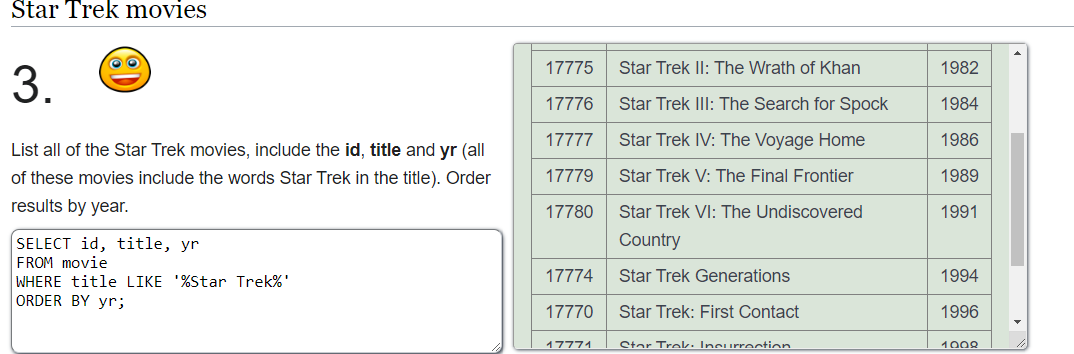 Star Trek movies
3.
List all of the Star Trek movies, include the id, title and yr (all
of these movies include the words Star Trek in the title). Order
results by year.
SELECT id, title, yr
FROM movie
WHERE title LIKE '%Star Trek%'
ORDER BY yr;
17775 Star Trek II: The Wrath of Khan 1982
17776 Star Trek III: The Search for Spock 1984
17777 Star Trek IV: The Voyage Home 1986
17779 Star Trek V: The Final Frontier 1989
17780 Star Trek VI: The Undiscovered 1991
Country
17774 Star Trek Generations 1994
17770 Star Trek: First Contact 1996
17771 Star Trek: Insurrection 1998